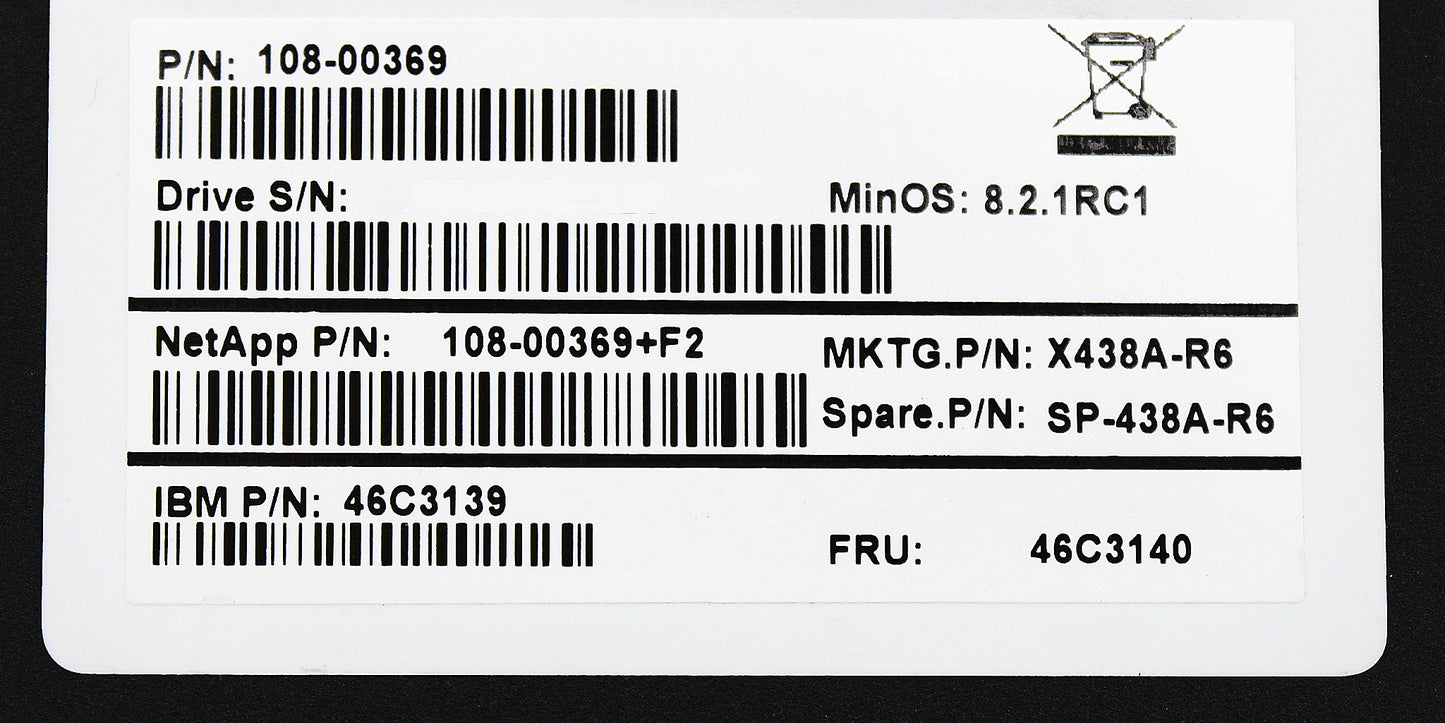 P/N: 108-00369
Drive S/N:
MinOS: 8.2.1RC1
NetApp P/N: 108-00369+F2
MKTG.P/N: X438A-R6
Spare.P/N: SP-438A-R6
IBM P/N: 46C3139
FRU: 46C3140